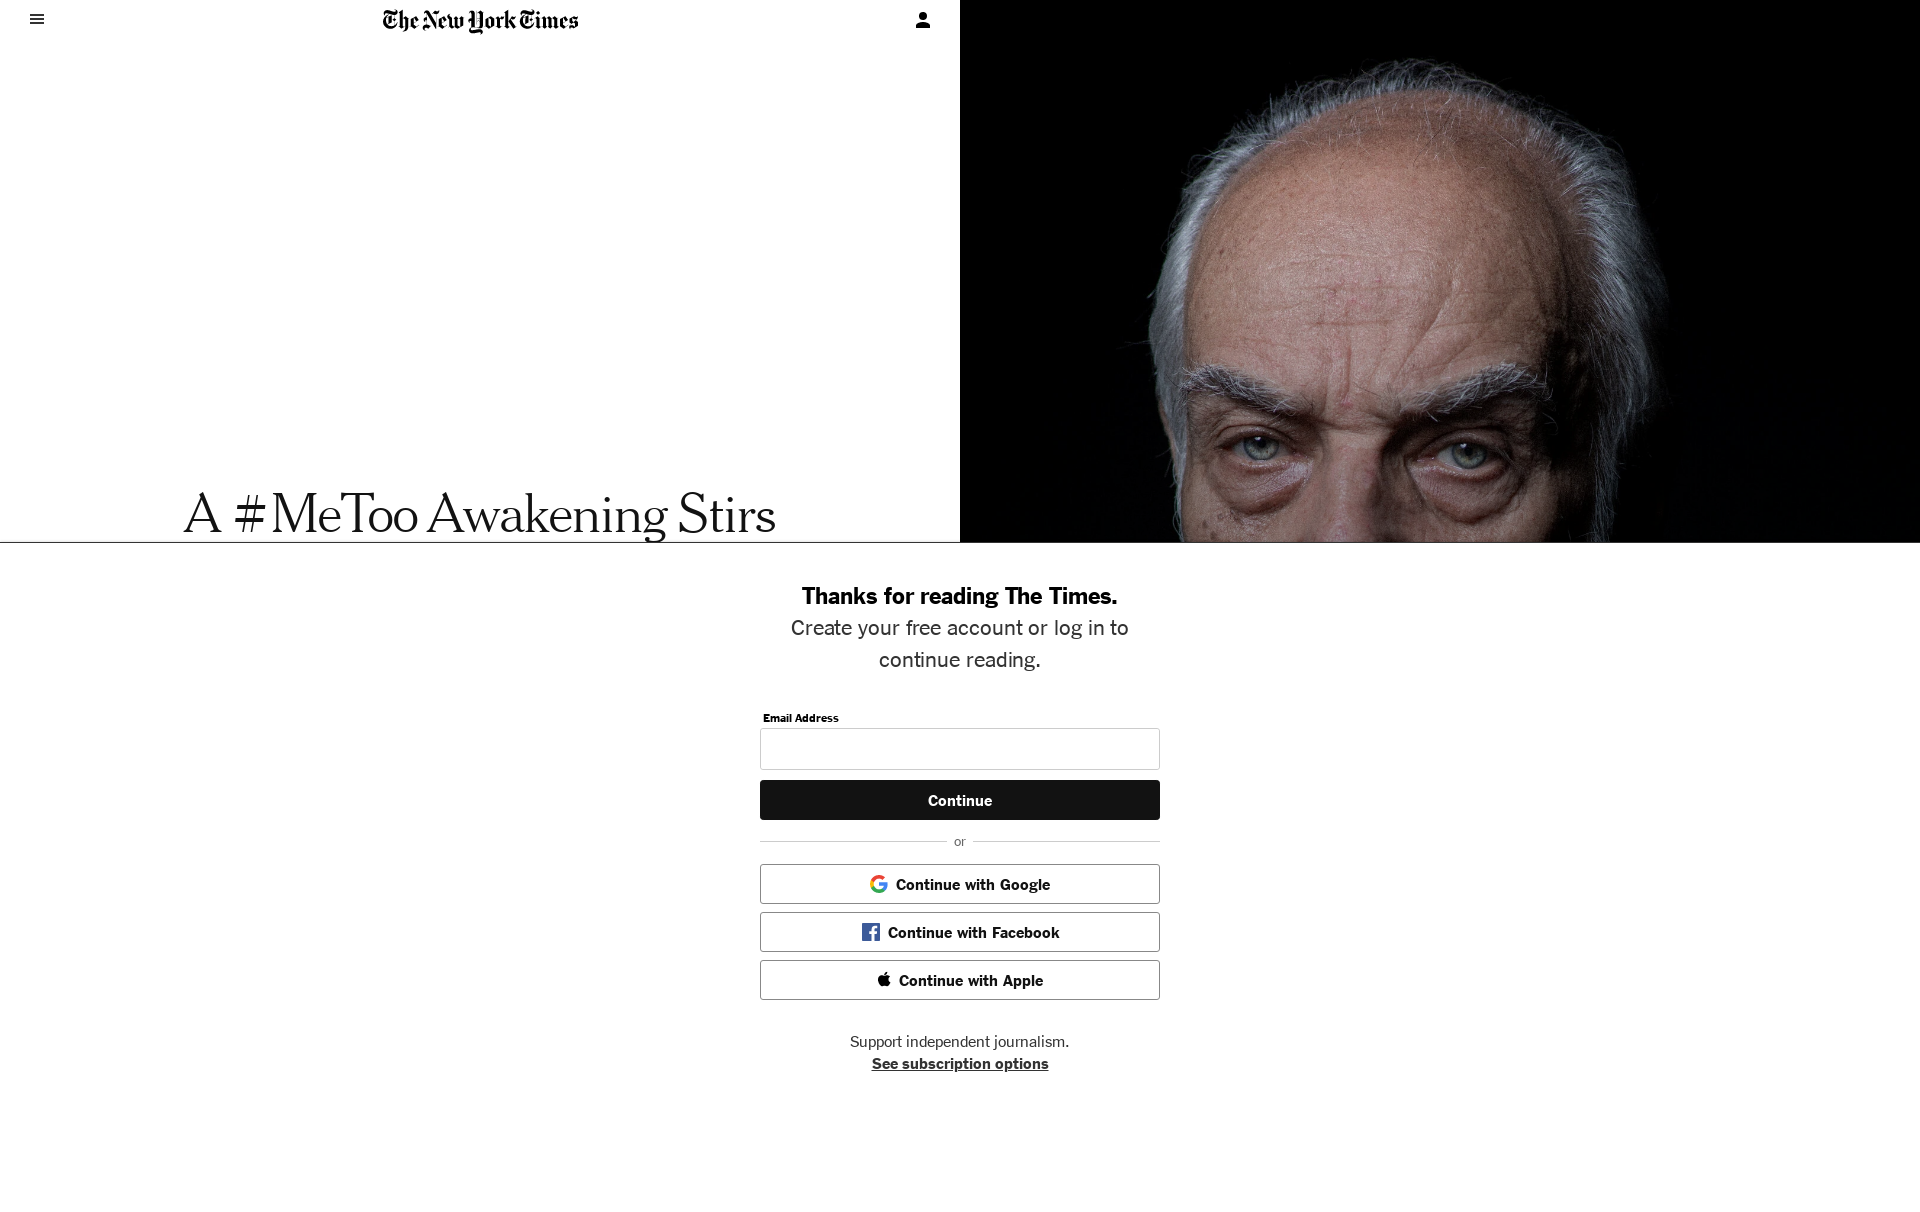 The New York Times
A #MeToo Awakening Stirs
Thanks for reading The Times.
Create your free account or log in to
continue reading.
Email Address
Continue
or
Continue with Google
Continue with Facebook
Continue with Apple
Support independent journalism.
See subscription options